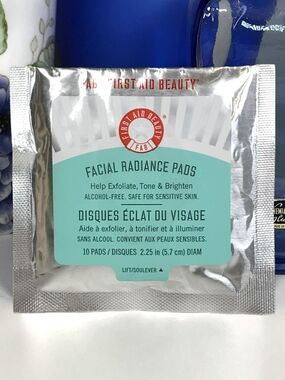 FIRST AID BEAUTY
FIRST AID BEAUTY
FAB
FACIAL RADIANCE PADS
Help Exfoliate, Tone & Brighten
ALCOHOL-FREE. SAFE FOR SENSITIVE SKIN.
DISQUES ÉCLAT DU VISAGE
Aide à exfolier, à tonifier et à illuminer
SANS ALCOOL. CONVIENT AUX PEAUX SENSIBLES.
10 PADS / DISQUES 2.25 in (5.7 cm) DIAM
LIFT/SOULEVER ▲